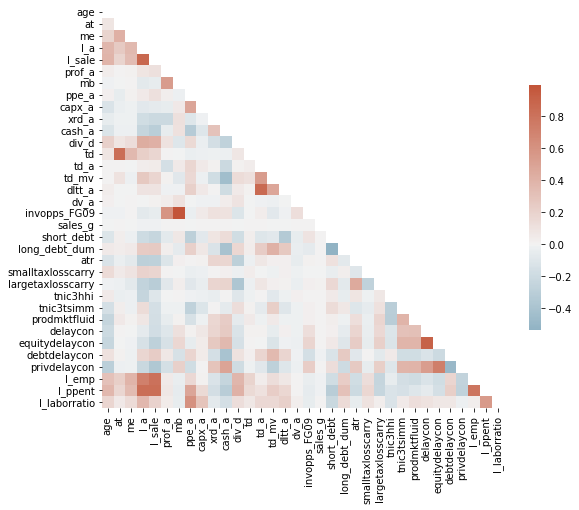 age
at
me
l_a
l_sale
prof_a
mb
ppe_a
capx_a
xrd_a
cash_a
div_d
td
td_a
td_mv
dltt_a
dv_a
invopps_FG09
sales_g
short_debt
long_debt_dum
atr
smalltaxlosscarry
largetaxlosscarry
tnic3hhi
tnic3tsimm
prodmktfluid
delaycon
equitydelaycon
debtdelaycon
privdelaycon
l_emp
l_ppent
l_laborratio
age
at
me
l_a
l_sale
prof_a
mb
ppe_a
capx_a
xrd_a
cash_a
div_d
td
td_a
td_mv
dltt_a
dv_a
invopps_FG09
sales_g
short_debt
long_debt_dum
atr
smalltaxlosscarry
largetaxlosscarry
tnic3hhi
tnic3tsimm
prodmktfluid
delaycon
equitydelaycon
debtdelaycon
privdelaycon
l_emp
l_ppent
l_laborratio
0.8
0.6
0.4
0.2
0.0
−0.2
−0.4